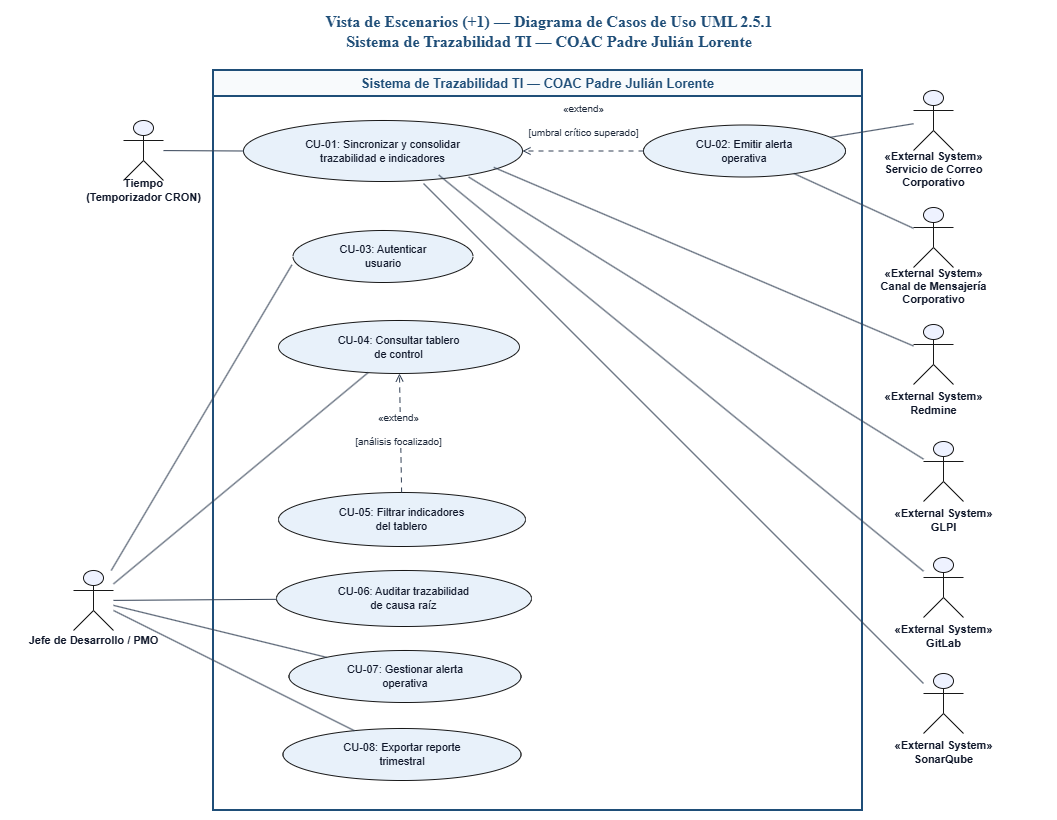 Vista de Escenarios (+1) — Diagrama de Casos de Uso UML 2.5.1
Sistema de Trazabilidad TI — COAC Padre Julián Lorente
Sistema de Trazabilidad TI — COAC Padre Julián Lorente
«extend»
[umbral crítico superado]
CU-01: Sincronizar y consolidar
trazabilidad e indicadores
CU-02: Emitir alerta
operativa
Tiempo
(Temporizador CRON)
«External System»
Servicio de Correo
Corporativo
CU-03: Autenticar
usuario
«External System»
Canal de Mensajería
Corporativo
CU-04: Consultar tablero
de control
«External System»
Redmine
«extend»
[análisis focalizado]
CU-05: Filtrar indicadores
del tablero
«External System»
GLPI
CU-06: Auditar trazabilidad
de causa raíz
Jefe de Desarrollo / PMO
«External System»
GitLab
CU-07: Gestionar alerta
operativa
CU-08: Exportar reporte
trimestral
«External System»
SonarQube